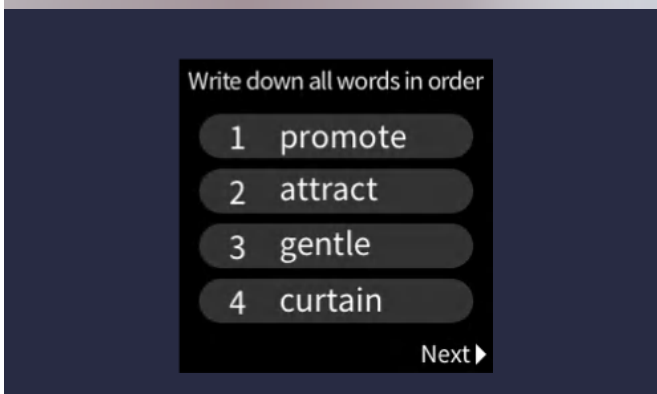 Write down all words in order
1 promote
2 attract
3 gentle
4 curtain
Next